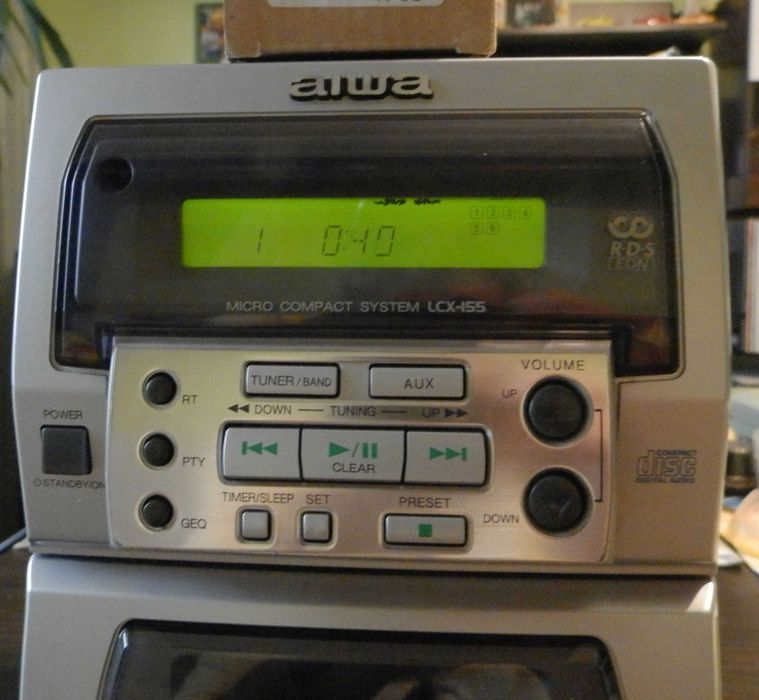 aiwa
1 2 3 4
1 0:40
5 6
R·D·S
EON
MICRO COMPACT SYSTEM LCX-155
TUNER/BAND
AUX
VOLUME
UP
RT
DOWN — TUNING — UP
POWER
CLEAR
PTY
COMPACT
disc
DIGITAL AUDIO
STANDBY/ON
TIMER/SLEEP SET PRESET
GEQ
DOWN